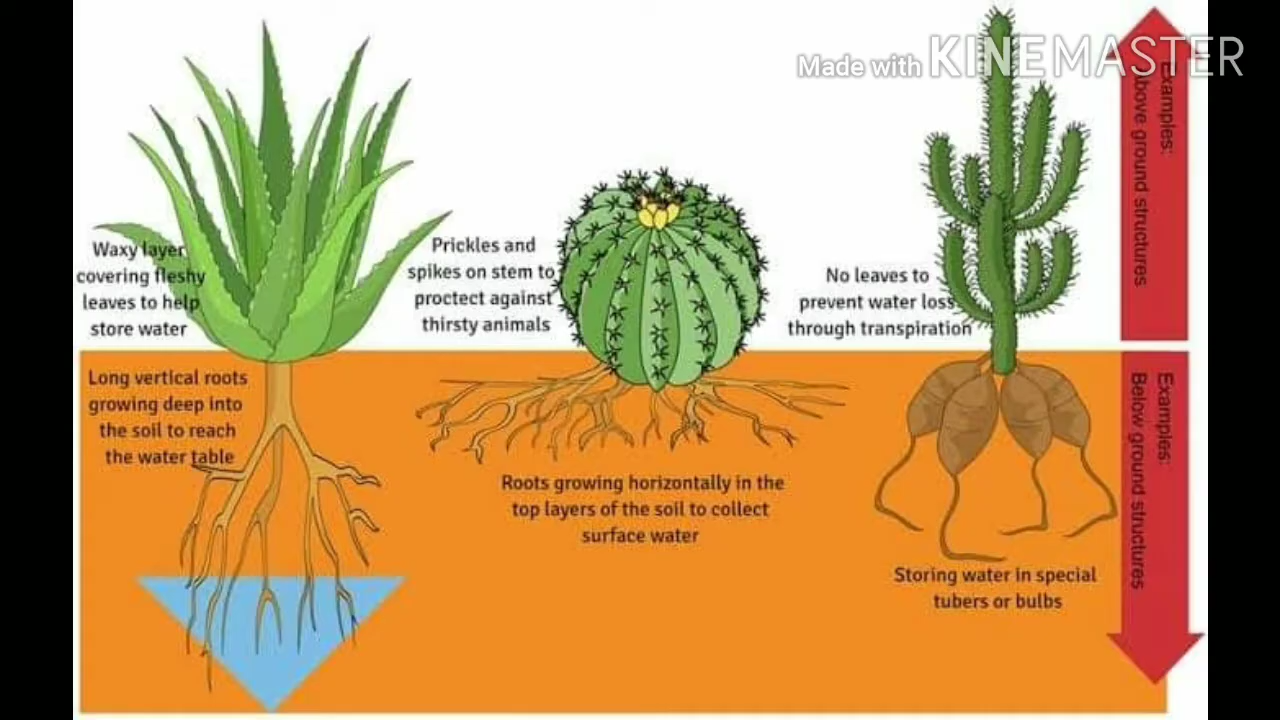 Made with KINEMASTER
Waxy layer
covering fleshy
leaves to help
store water
Prickles and
spikes on stem to
proctect against
thirsty animals
No leaves to
prevent water loss
through transpiration
Examples:
Above ground structures
Long vertical roots
growing deep into
the soil to reach
the water table
Roots growing horizontally in the
top layers of the soil to collect
surface water
Storing water in special
tubers or bulbs
Examples:
Below ground structures